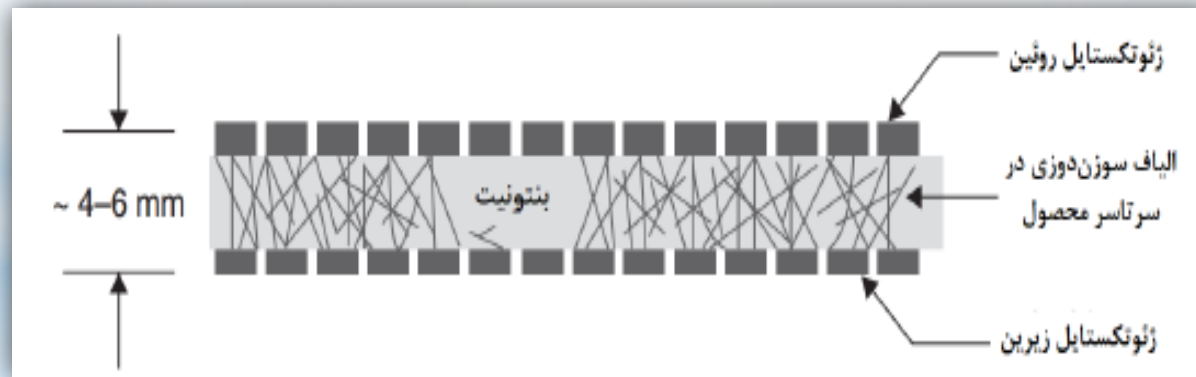 ژئوتکستایل روئین
الیاف سوزن‌دوزی در
سرتاسر محصول
بنتونیت
~ 4–6 mm
ژئوتکستایل زیرین